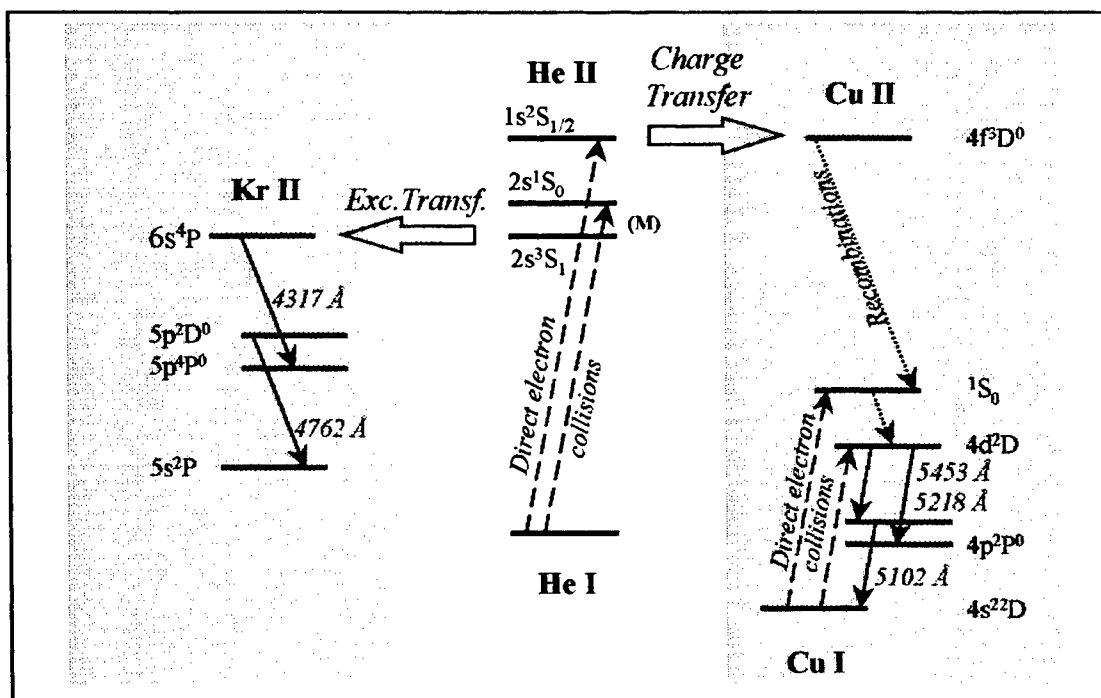 He II
Charge
Transfer
Cu II
1s²S₁/₂
4f³D⁰
Kr II
Exc.Transf.
2s¹S₀
(M)
6s⁴P
2s³S₁
Recombinations
4317 Å
5p²D⁰
5p⁴P⁰
4762 Å
5s²P
Direct electron
collisions
He I
¹S₀
4d²D
5453 Å
5218 Å
Direct electron
collisions
4p²P⁰
5102 Å
4s²²D
Cu I